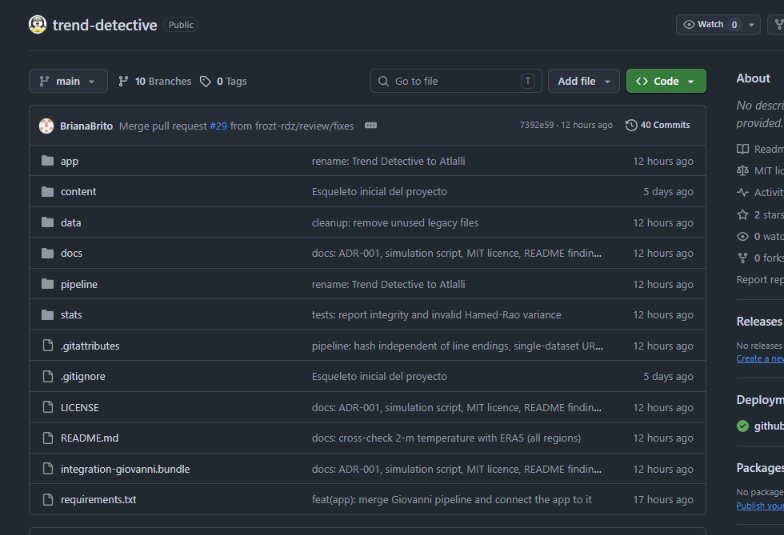 trend-detective Public Watch 0
main 10 Branches 0 Tags Go to file T Add file Code
BrianaBrito Merge pull request #29 from frozt-rdz/review/fixes 7392e59 · 12 hours ago 40 Commits
app rename: Trend Detective to Atlalli 12 hours ago
content Esqueleto inicial del proyecto 5 days ago
data cleanup: remove unused legacy files 12 hours ago
docs docs: ADR-001, simulation script, MIT licence, README findin... 12 hours ago
pipeline rename: Trend Detective to Atlalli 12 hours ago
stats tests: report integrity and invalid Hamed-Rao variance 12 hours ago
.gitattributes pipeline: hash independent of line endings, single-dataset UR... 12 hours ago
.gitignore Esqueleto inicial del proyecto 5 days ago
LICENSE docs: ADR-001, simulation script, MIT licence, README findin... 12 hours ago
README.md docs: cross-check 2-m temperature with ERA5 (all regions) 12 hours ago
integration-giovanni.bundle docs: ADR-001, simulation script, MIT licence, README findin... 12 hours ago
requirements.txt feat(app): merge Giovanni pipeline and connect the app to it 17 hours ago
About
No descri
provided.
Readm
MIT lic
Activit
2 stars
0 watc
0 forks
Report rep
Releases
No releases
Create a nev
Deploym
github
Packages
No package
Publish your